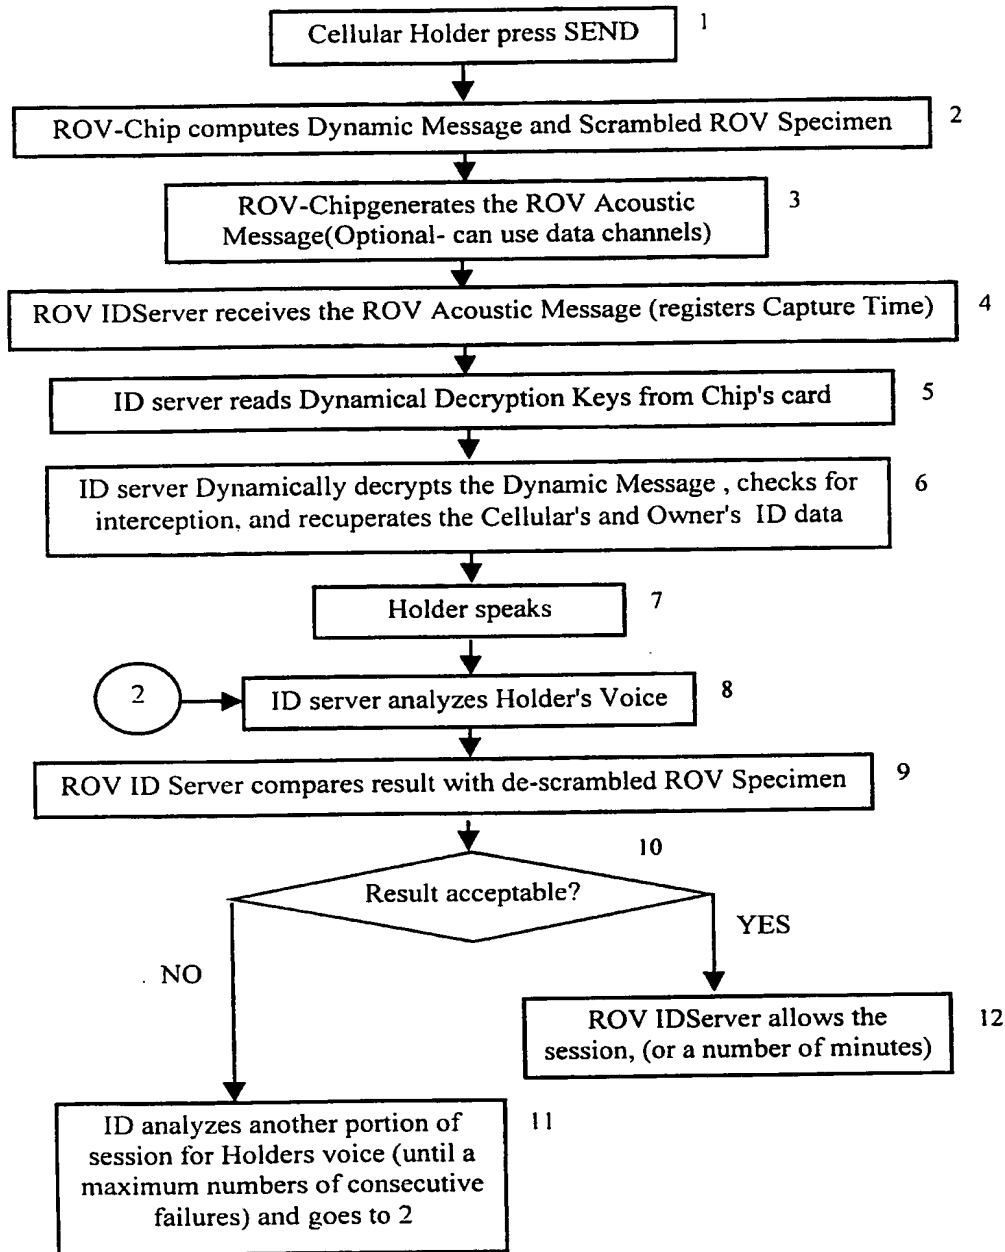 Cellular Holder press SEND
1
ROV-Chip computes Dynamic Message and Scrambled ROV Specimen
2
ROV-Chipgenerates the ROV Acoustic
Message(Optional- can use data channels)
3
ROV IDServer receives the ROV Acoustic Message (registers Capture Time)
4
ID server reads Dynamical Decryption Keys from Chip's card
5
ID server Dynamically decrypts the Dynamic Message , checks for
interception, and recuperates the Cellular's and Owner's ID data
6
Holder speaks
7
2
ID server analyzes Holder's Voice
8
ROV ID Server compares result with de-scrambled ROV Specimen
9
10
Result acceptable?
YES
NO
ROV IDServer allows the
session, (or a number of minutes)
12
ID analyzes another portion of
session for Holders voice (until a
maximum numbers of consecutive
failures) and goes to 2
11